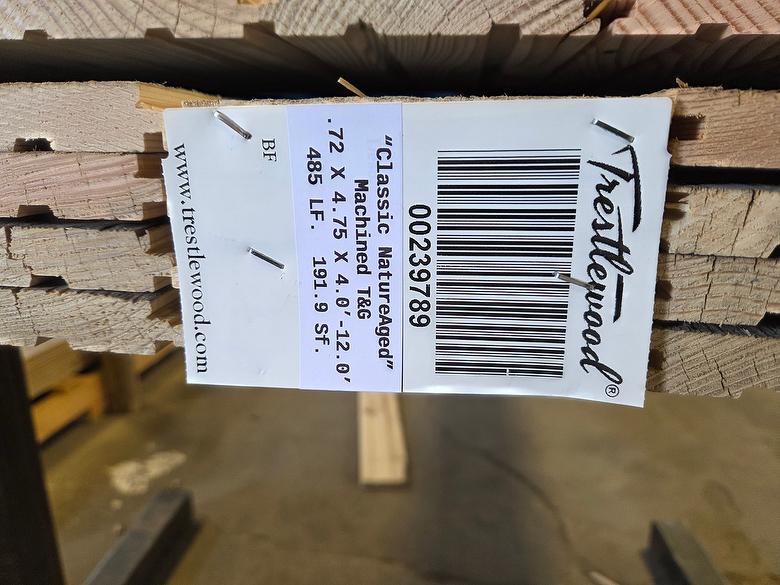 Trestlewood®
00239789
"Classic NatureAged"
Machined T&G
.72 X 4.75 X 4.0'-12.0'
485 LF. 191.9 Sf.
BF
www.trestlewood.com